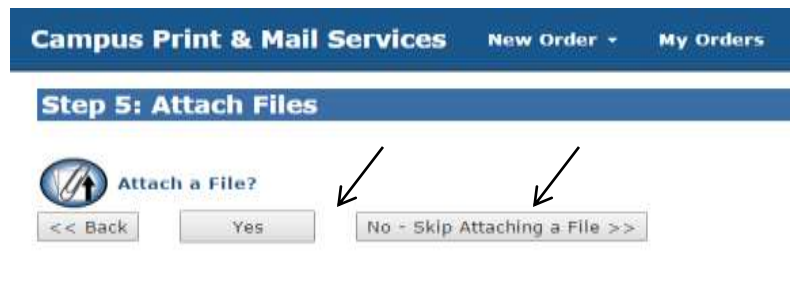 Campus Print & Mail Services New Order My Orders
Step 5: Attach Files
Attach a File?
<< Back Yes No - Skip Attaching a File >>